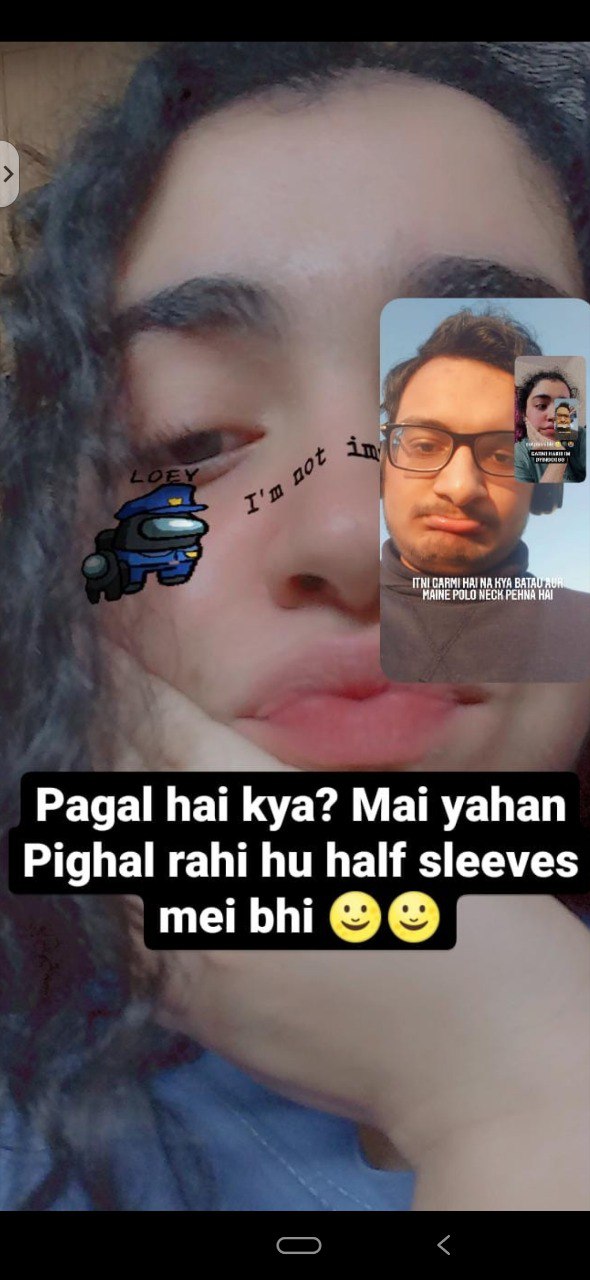 LOEY
I'm not im
ITNI GARMI HAI NA KYA BATAU AUR
MAINE POLO NECK PEHNA HAI
Pagal hai kya? Mai yahan
Pighal rahi hu half sleeves
mei bhi 🌝🌝